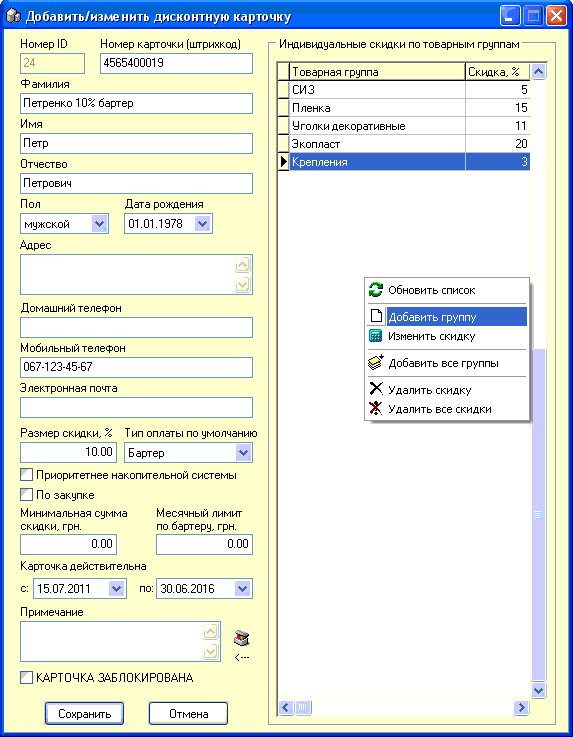 Добавить/изменить дисконтную карточку
Номер ID
Номер карточки (штрихкод)
24
4565400019
Фамилия
Петренко 10% бартер
Имя
Петр
Отчество
Петрович
Пол
Дата рождения
мужской
01.01.1978
Адрес
Домашний телефон
Мобильный телефон
067-123-45-67
Электронная почта
Размер скидки, %
Тип оплаты по умолчанию
10.00
Бартер
Приоритетнее накопительной системы
По закупке
Минимальная сумма
скидки, грн.
Месячный лимит
по бартеру, грн.
0.00
0.00
Карточка действительна
с: 15.07.2011
по: 30.06.2016
Примечание
<---
КАРТОЧКА ЗАБЛОКИРОВАНА
Сохранить
Отмена
Индивидуальные скидки по товарным группам
Товарная группа Скидка, %
СИЗ 5
Пленка 15
Уголки декоративные 11
Экопласт 20
Крепления 3
Обновить список
Добавить группу
Изменить скидку
Добавить все группы
Удалить скидку
Удалить все скидки